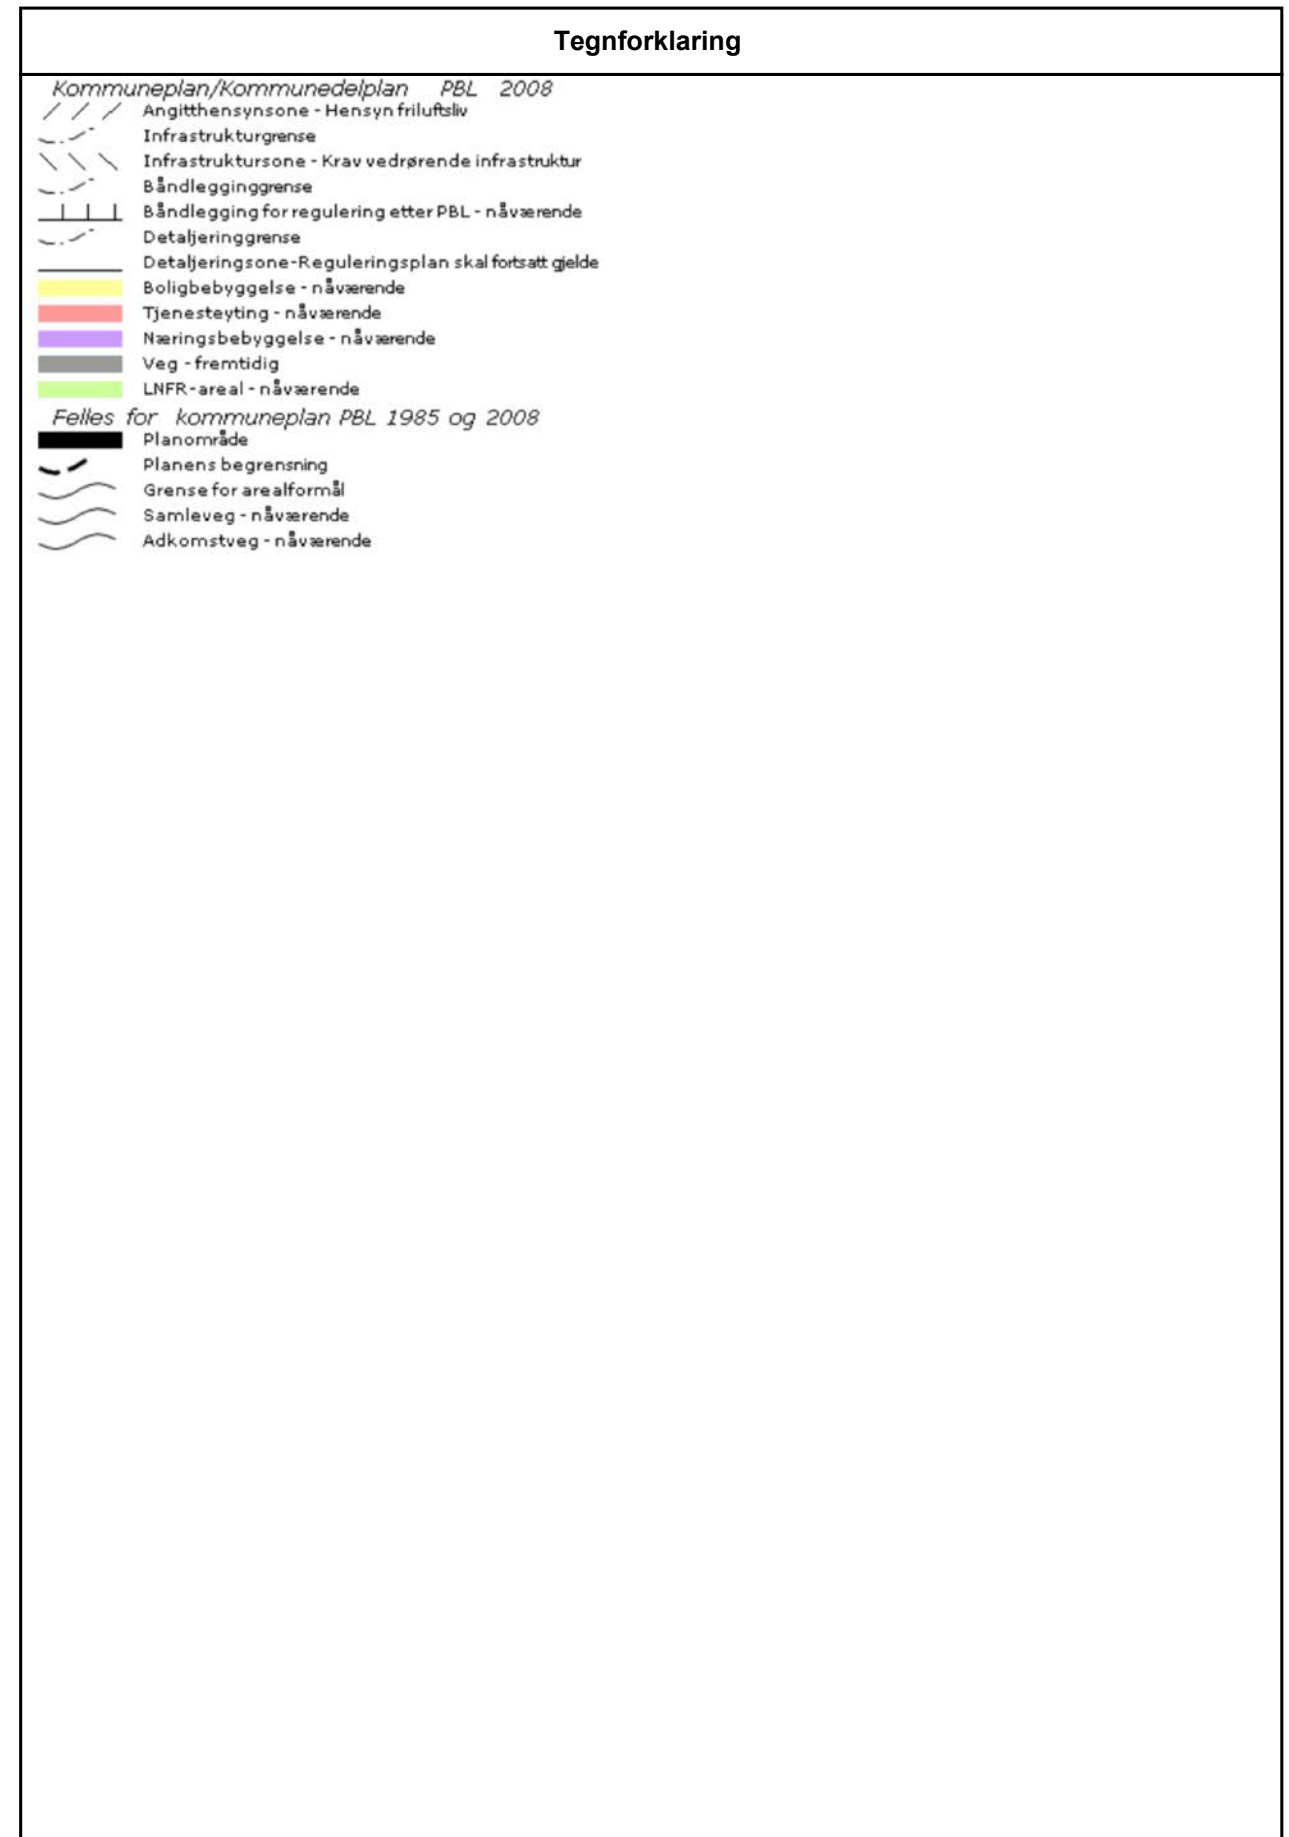 Tegnforklaring
Kommuneplan/Kommunedelplan PBL 2008
Angitthensynsone - Hensyn friluftsliv
Infrastrukturgrense
Infrastruktursone - Krav vedrørende infrastruktur
Båndlegginggrense
Båndlegging for regulering etter PBL - nåværende
Detaljeringgrense
Detaljeringsone-Reguleringsplan skal fortsatt gjelde
Boligbebyggelse - nåværende
Tjenesteyting - nåværende
Næringsbebyggelse - nåværende
Veg - fremtidig
LNFR-areal - nåværende
Felles for kommuneplan PBL 1985 og 2008
Planområde
Planens begrensning
Grense for arealformål
Samleveg - nåværende
Adkomstveg - nåværende